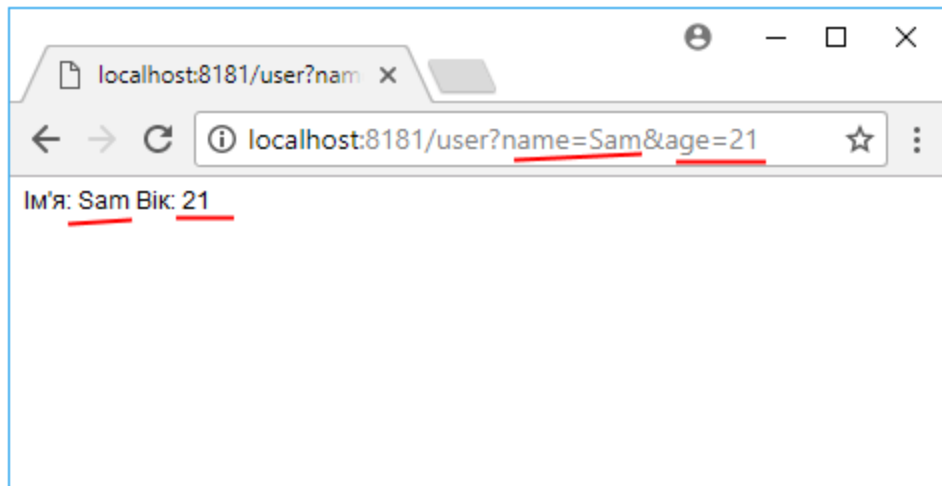 localhost:8181/user?nam
localhost:8181/user?name=Sam&age=21
Ім'я: Sam Вік: 21